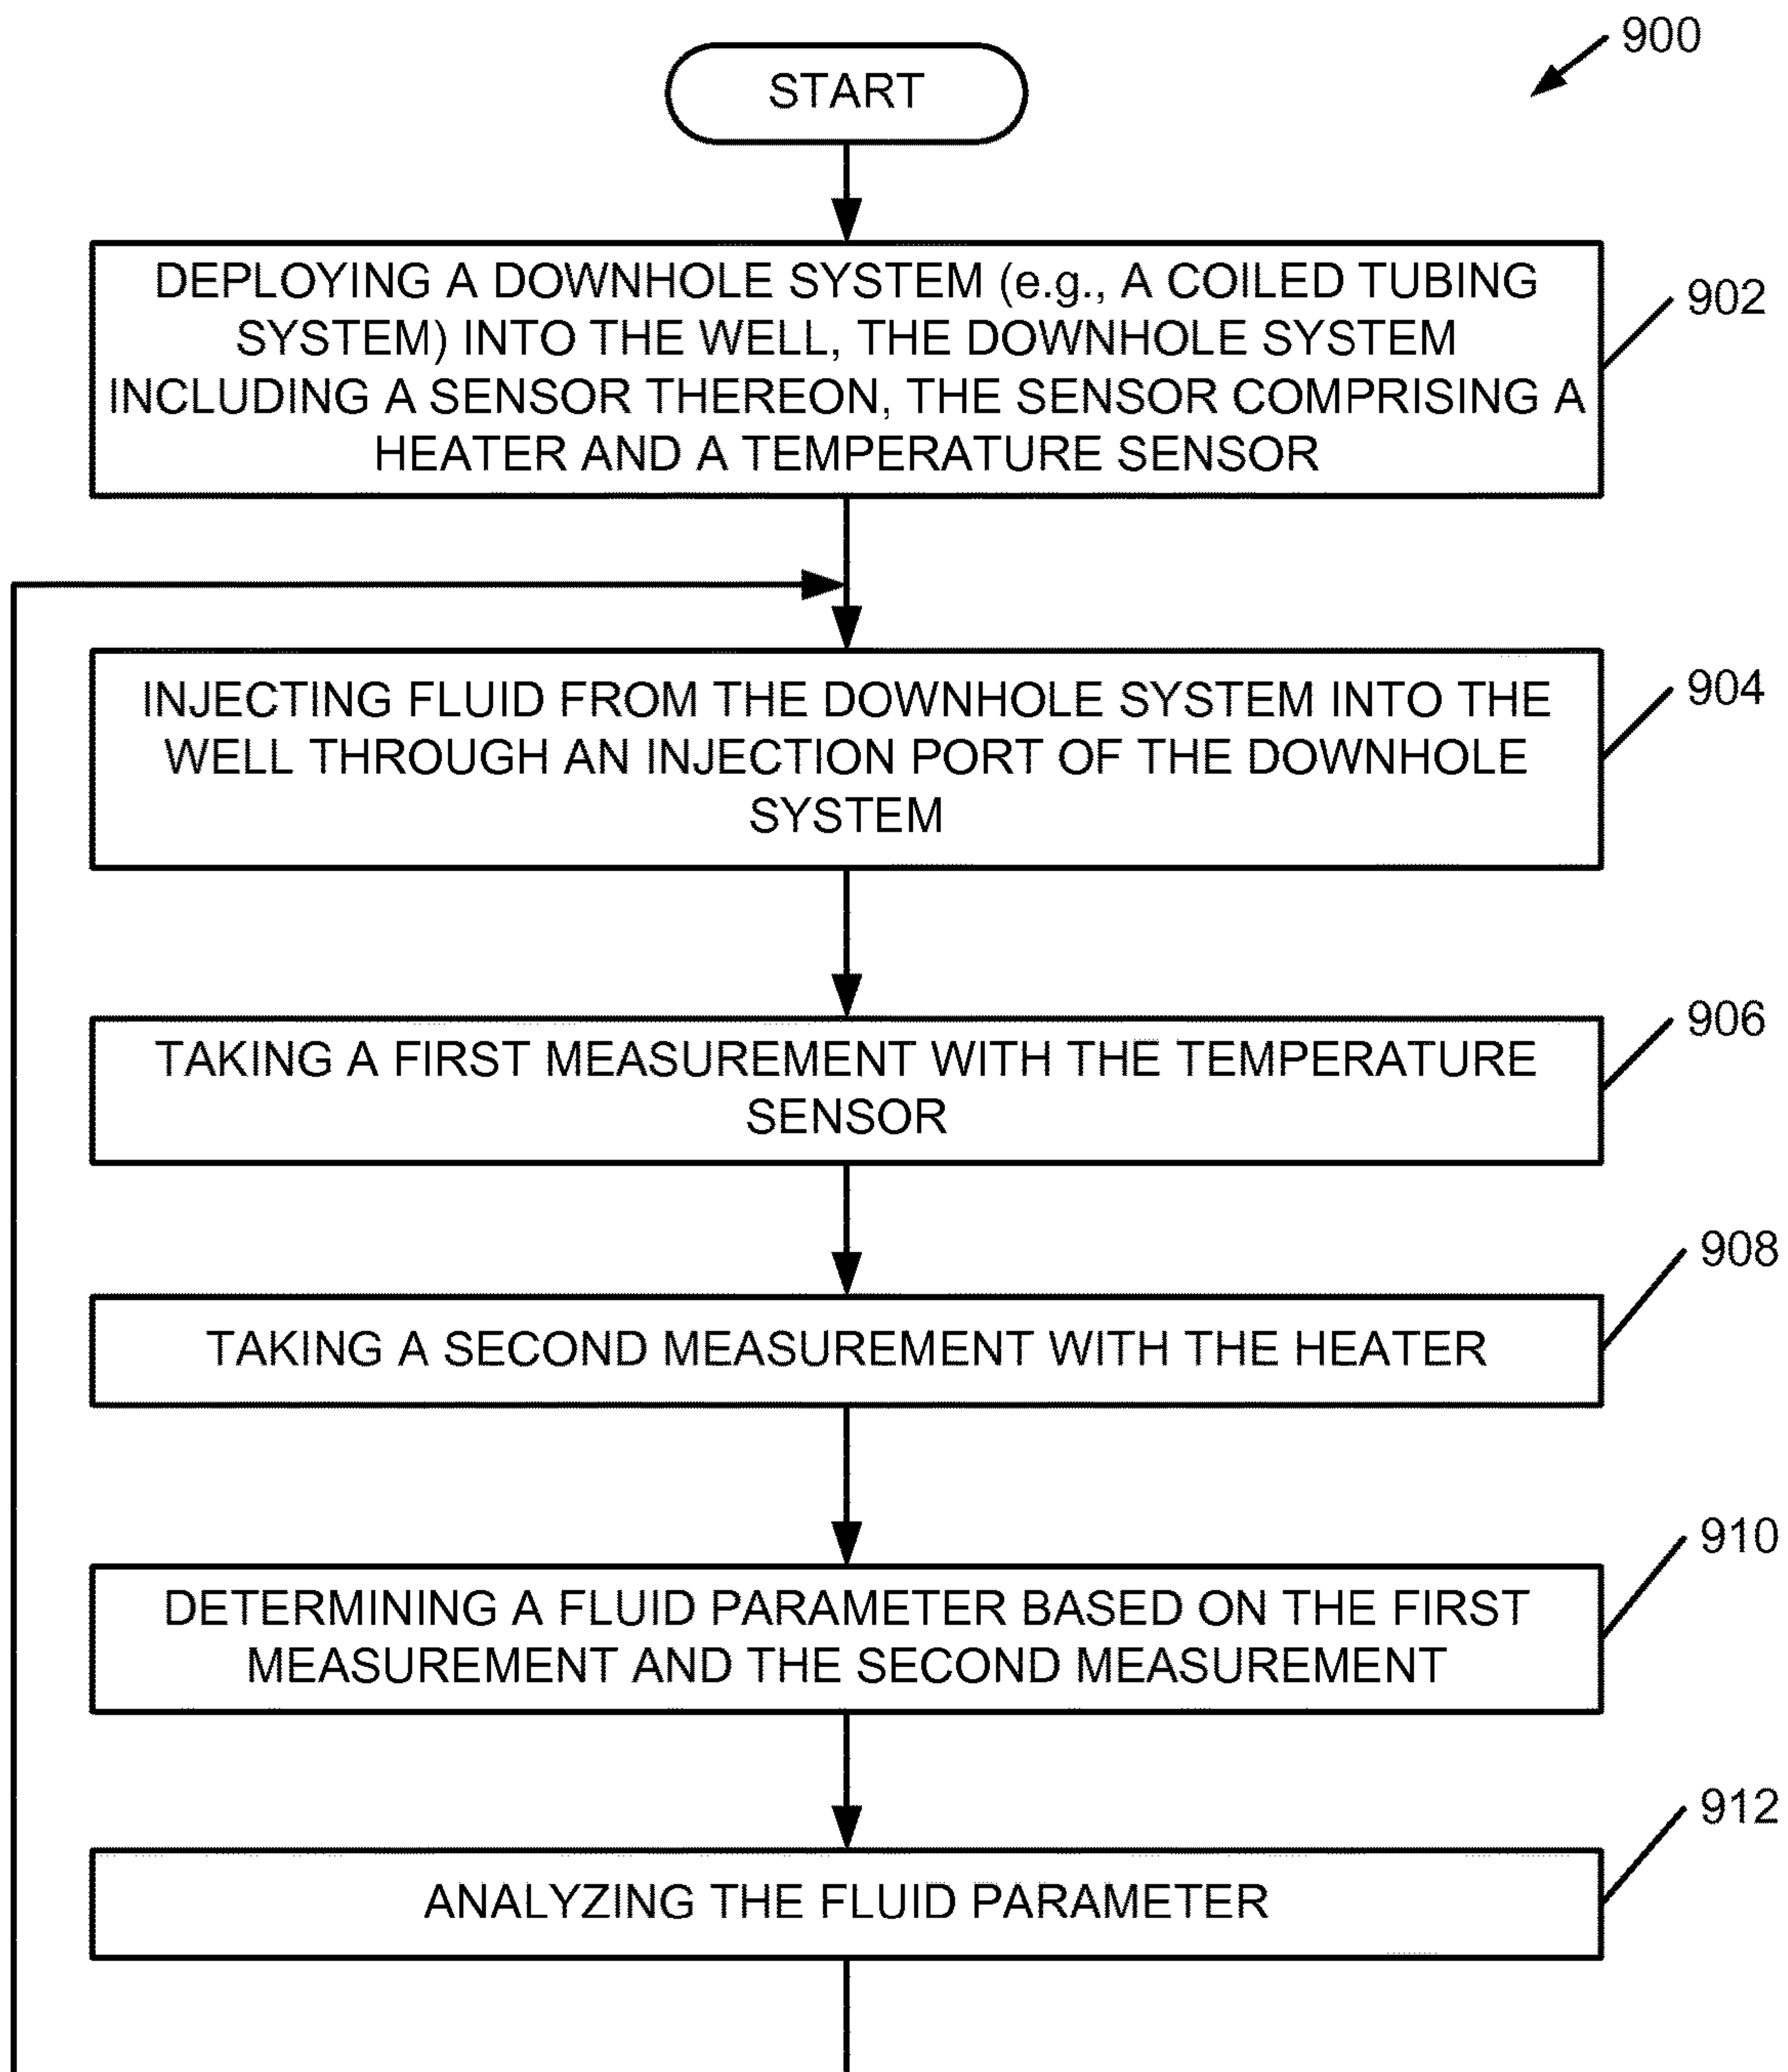 900
START
DEPLOYING A DOWNHOLE SYSTEM (e.g., A COILED TUBING
SYSTEM) INTO THE WELL, THE DOWNHOLE SYSTEM
INCLUDING A SENSOR THEREON, THE SENSOR COMPRISING A
HEATER AND A TEMPERATURE SENSOR
902
INJECTING FLUID FROM THE DOWNHOLE SYSTEM INTO THE
WELL THROUGH AN INJECTION PORT OF THE DOWNHOLE
SYSTEM
904
TAKING A FIRST MEASUREMENT WITH THE TEMPERATURE
SENSOR
906
TAKING A SECOND MEASUREMENT WITH THE HEATER
908
DETERMINING A FLUID PARAMETER BASED ON THE FIRST
MEASUREMENT AND THE SECOND MEASUREMENT
910
ANALYZING THE FLUID PARAMETER
912